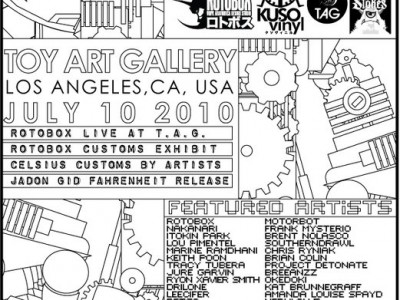 ROTOBOX
ロトボス
KUSO
vinyl
TAG
TOY ART GALLERY
LOS ANGELES,CA, USA
JULY 10 2010
ROTOBOX LIVE AT T.A.G.
ROTOBOX CUSTOMS EXHIBIT
CELSIUS CUSTOMS BY ARTISTS
JADON GID FAHRENHEIT RELEASE
FEATURED ARTISTS
ROTOBOX
NAKANARI
ITOKIN PARK
LOU PIMENTEL
MARINE RAMDHANI
KEITH POON
TRACY TUBERA
JURE GARVIN
RYON XAVIER SMITH
DRILONE
LEECIFER
MOTORBOT
FRANK MYSTERIO
BRENT NOLASCO
SOUTHERNDRAWL
CHRIS RYNIAK
BRIAN COLIN
PROJECT DETONATE
BREEANZZ
OKEDOKI
KAT BRUNNEGRAFF
AMANDA LOUISE SPAYD